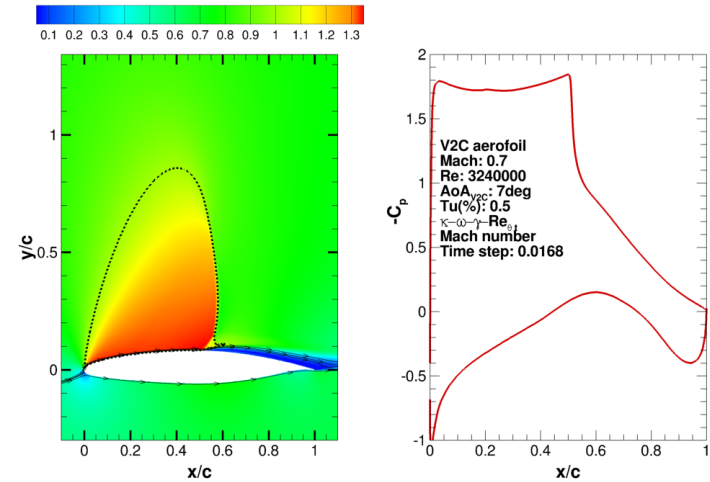 0.1 0.2 0.3 0.4 0.5 0.6 0.7 0.8 0.9 1 1.1 1.2 1.3
y/c
1
0.5
0
0 0.2 0.4 0.6 0.8 1
x/c
-Cp
2
1.5
1
0.5
0
-0.5
-1
V2C aerofoil
Mach: 0.7
Re: 3240000
AoAV2C: 7deg
Tu(%): 0.5
κ–ω–γ–Reθ,t
Mach number
Time step: 0.0168
0 0.2 0.4 0.6 0.8 1
x/c